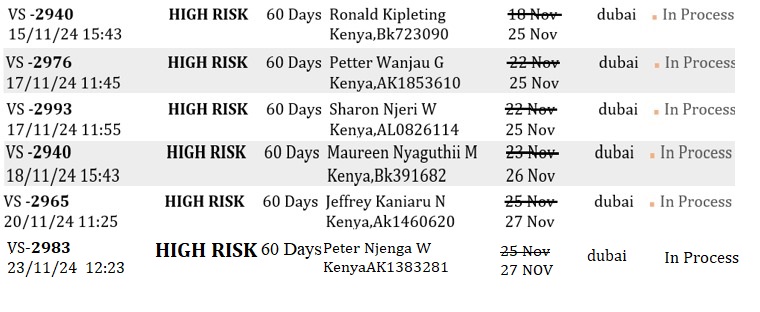 VS -2940 HIGH RISK 60 Days Ronald Kipleting 18 Nov dubai In Process
15/11/24 15:43 Kenya,Bk723090 25 Nov
VS -2976 HIGH RISK 60 Days Petter Wanjau G 22 Nov dubai In Process
17/11/24 11:45 Kenya,AK1853610 25 Nov
VS -2993 HIGH RISK 60 Days Sharon Njeri W 22 Nov dubai In Process
17/11/24 11:55 Kenya,AL0826114 25 Nov
VS -2940 HIGH RISK 60 Days Maureen Nyaguthii M 23 Nov dubai In Process
18/11/24 15:43 Kenya,Bk391682 26 Nov
VS -2965 HIGH RISK 60 Days Jeffrey Kaniaru N 25 Nov dubai In Process
20/11/24 11:25 Kenya,Ak1460620 27 Nov
VS-2983 HIGH RISK 60 Days Peter Njenga W 25 Nov dubai In Process
23/11/24 12:23 KenyaAK1383281 27 NOV